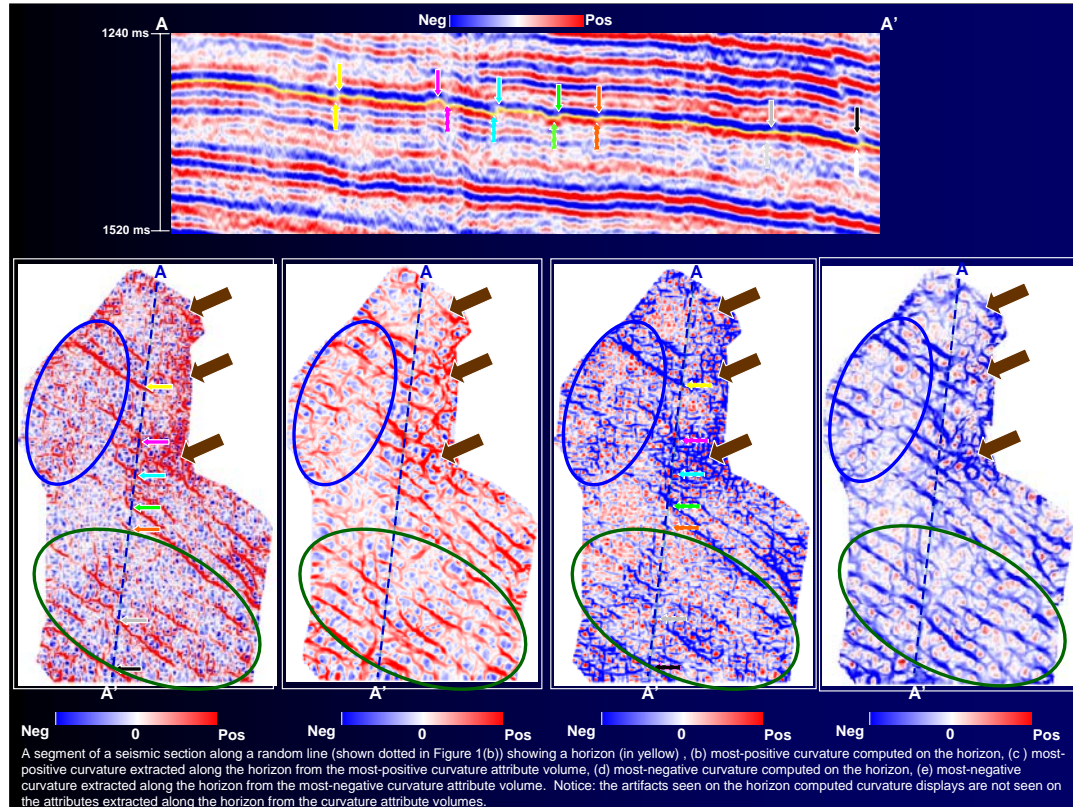 Neg Pos
A A'
1240 ms
1520 ms
A A A A
A' A' A' A'
Neg 0 Pos Neg 0 Pos Neg 0 Pos Neg 0 Pos
A segment of a seismic section along a random line (shown dotted in Figure 1(b)) showing a horizon (in yellow) , (b) most-positive curvature computed on the horizon, (c ) most-
positive curvature extracted along the horizon from the most-positive curvature attribute volume, (d) most-negative curvature computed on the horizon, (e) most-negative
curvature extracted along the horizon from the most-negative curvature attribute volume. Notice: the artifacts seen on the horizon computed curvature displays are not seen on
the attributes extracted along the horizon from the curvature attribute volumes.